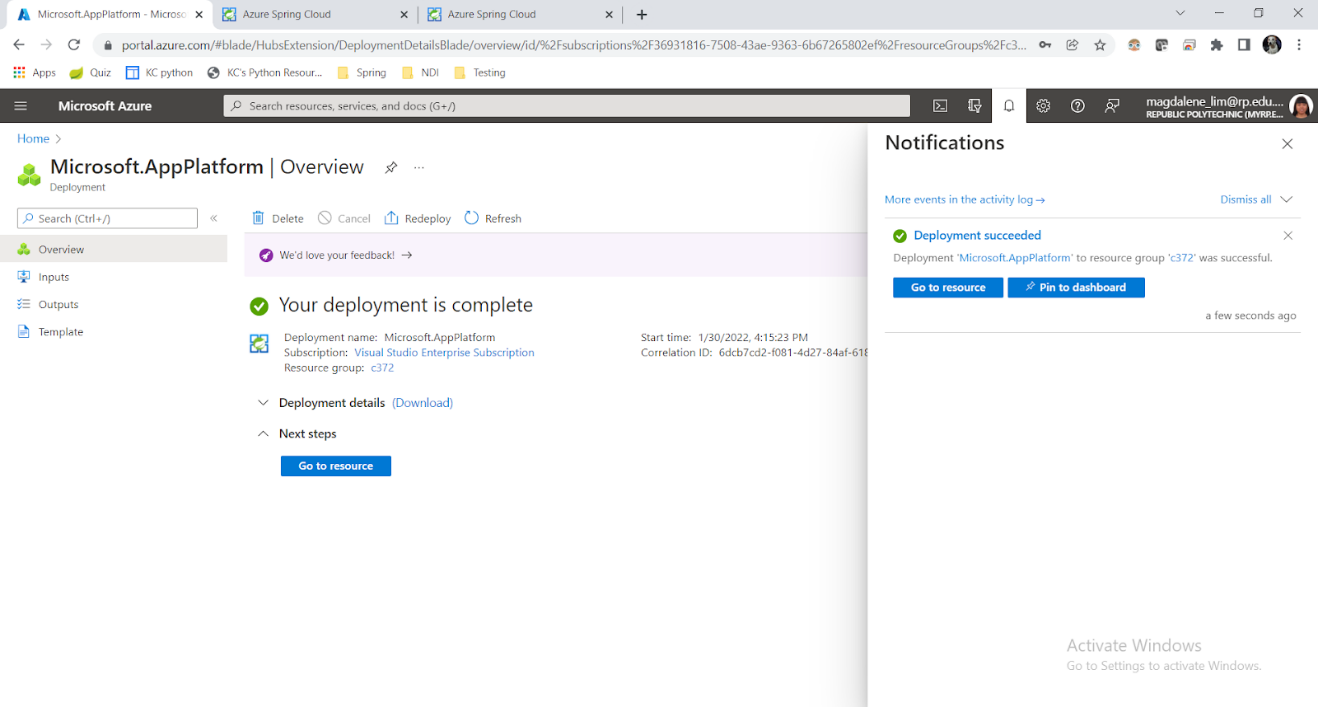 Microsoft.AppPlatform - Microso
Azure Spring Cloud
Azure Spring Cloud
portal.azure.com/#blade/HubsExtension/DeploymentDetailsBlade/overview/id/%2Fsubscriptions%2F36931816-7508-43ae-9363-6b67265802ef%2FresourceGroups%2Fc3...
Apps
Quiz
KC python
KC's Python Resour...
Spring
NDI
Testing
Microsoft Azure
Search resources, services, and docs (G+/)
magdalene_lim@rp.edu....
REPUBLIC POLYTECHNIC (MYRP.E...
Home >
Microsoft.AppPlatform | Overview
Deployment
Search (Ctrl+/)
Overview
Inputs
Outputs
Template
Delete
Cancel
Redeploy
Refresh
We'd love your feedback! →
Your deployment is complete
Deployment name: Microsoft.AppPlatform
Subscription: Visual Studio Enterprise Subscription
Resource group: c372
Start time: 1/30/2022, 4:15:23 PM
Correlation ID: 6dcb7cd2-f081-4d27-84af-618
Deployment details (Download)
Next steps
Go to resource
Notifications
More events in the activity log →
Dismiss all
Deployment succeeded
Deployment 'Microsoft.AppPlatform' to resource group 'c372' was successful.
Go to resource
Pin to dashboard
a few seconds ago
Activate Windows
Go to Settings to activate Windows.